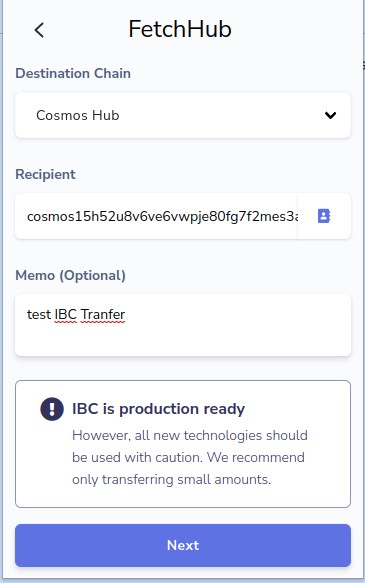 FetchHub
Destination Chain
Cosmos Hub
Recipient
cosmos15h52u8v6ve6vwpje80fg7f2mes3a
Memo (Optional)
test IBC Tranfer
IBC is production ready
However, all new technologies should
be used with caution. We recommend
only transferring small amounts.
Next